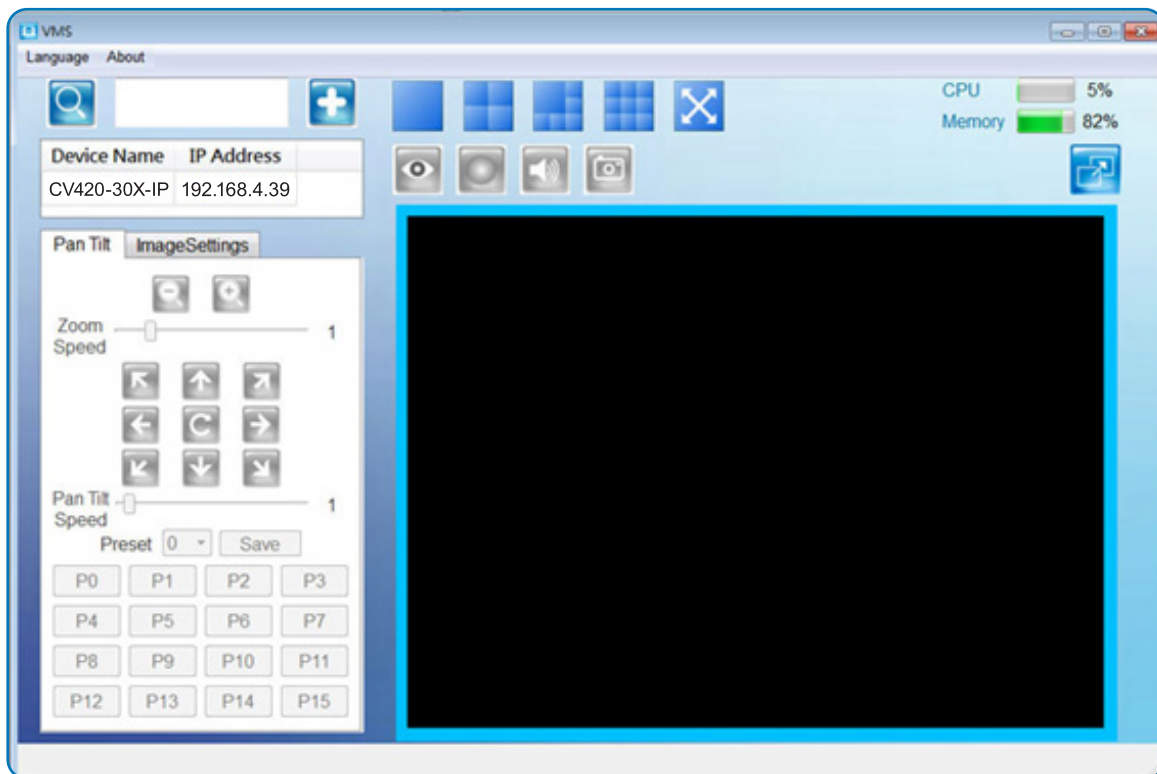 VMS
Language About
CPU 5%
Memory 82%
Device Name IP Address
CV420-30X-IP 192.168.4.39
Pan Tilt ImageSettings
Zoom Speed 1
C
Pan Tilt Speed 1
Preset 0 Save
P0 P1 P2 P3
P4 P5 P6 P7
P8 P9 P10 P11
P12 P13 P14 P15